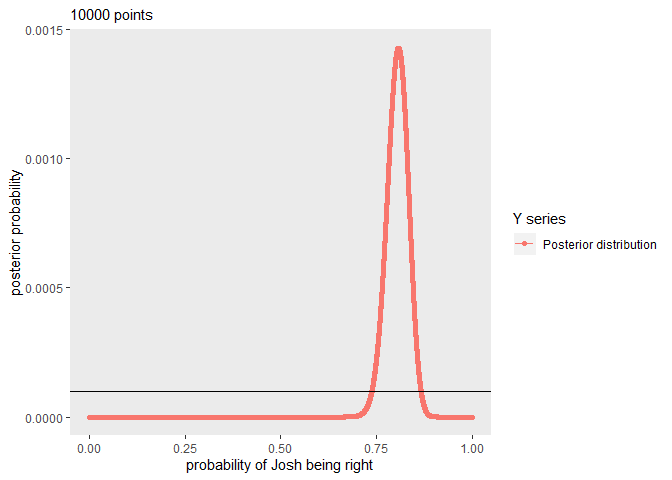 10000 points
0.0015
0.0010
0.0005
0.0000
posterior probability
0.00 0.25 0.50 0.75 1.00
probability of Josh being right
Y series
Posterior distribution